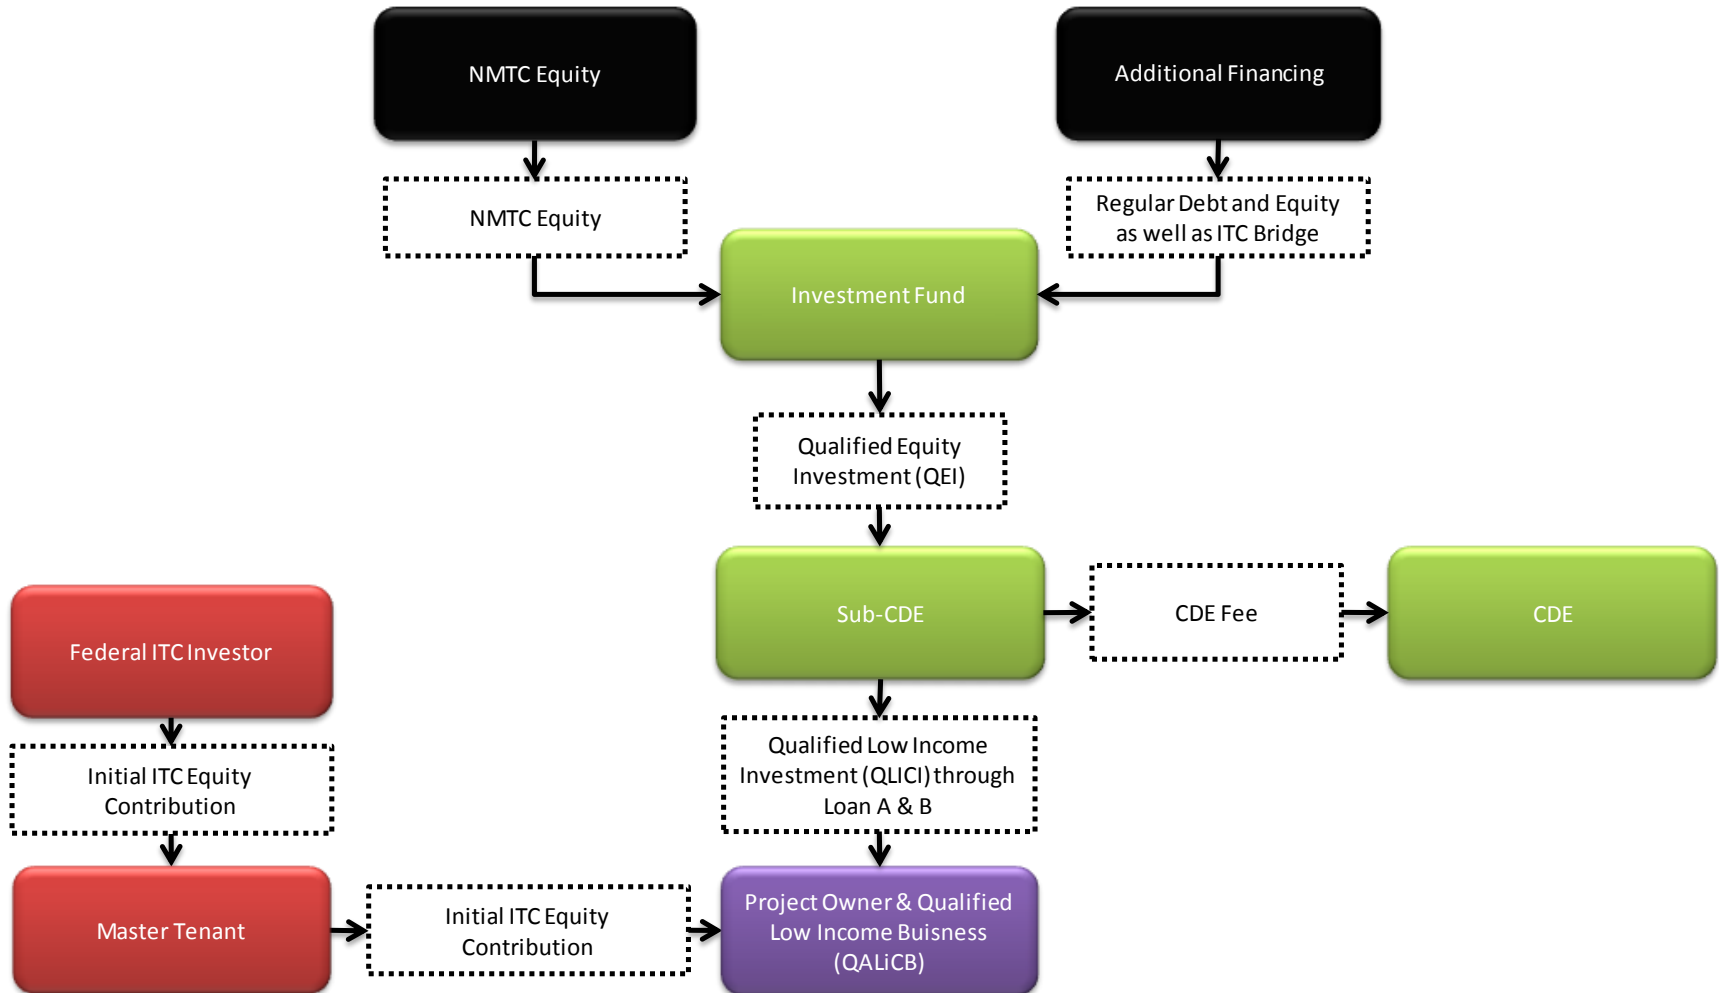 NMTC Equity
Additional Financing
NMTC Equity
Regular Debt and Equity
as well as ITC Bridge
Investment Fund
Qualified Equity
Investment (QEI)
Sub-CDE
CDE Fee
CDE
Federal ITC Investor
Initial ITC Equity
Contribution
Qualified Low Income
Investment (QLICI) through
Loan A & B
Master Tenant
Initial ITC Equity
Contribution
Project Owner & Qualified
Low Income Buisness
(QALiCB)